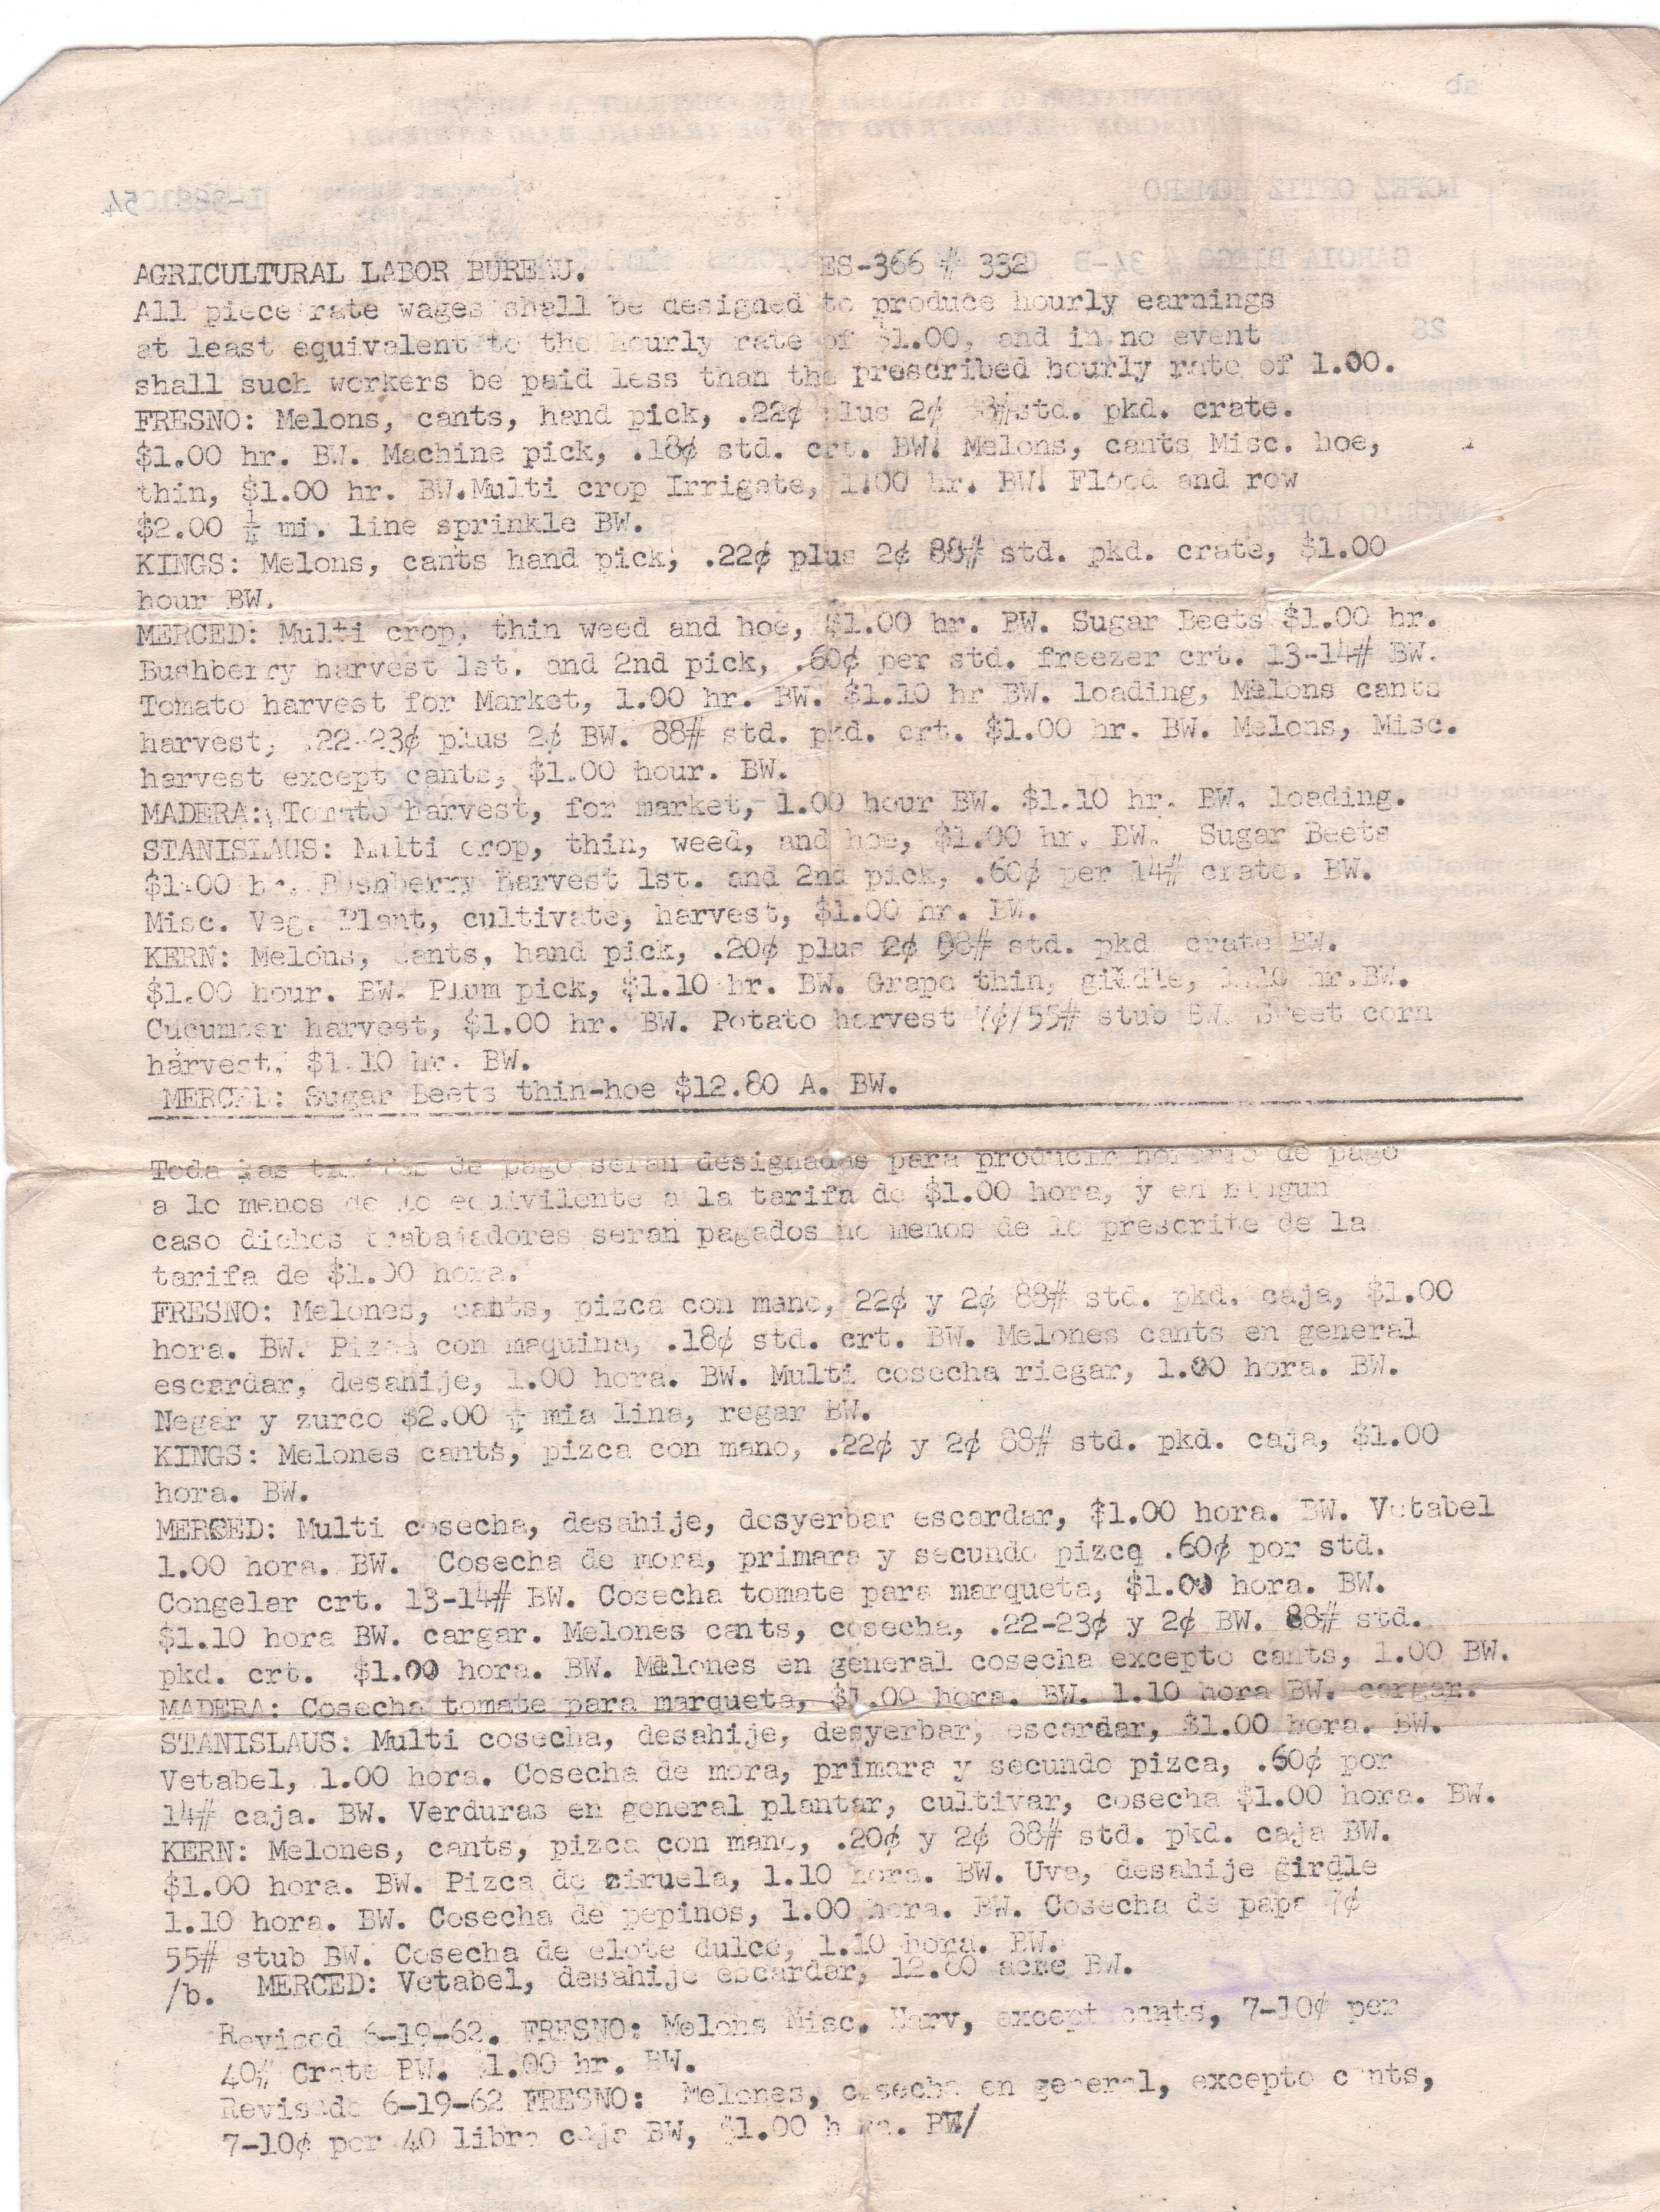 AGRICULTURAL LABOR BUREAU. ES-366 # 332
All piece rate wages shall be designed to produce hourly earnings
at least equivalent to the hourly rate of $1.00, and in no event
shall such workers be paid less than the prescribed hourly rate of 1.00.
FRESNO: Melons, cants, hand pick, .22¢ plus 2¢ 88# std. pkd. crate.
$1.00 hr. BW. Machine pick, .18¢ std. crt. BW! Melons, cants Misc. hoe,
thin, $1.00 hr. BW.Multi crop Irrigate, 1.00 hr. BW! Flood and row
$2.00 ¼ mi. line sprinkle BW.
KINGS: Melons, cants hand pick, .22¢ plus 2¢ 88# std. pkd. crate, $1.00
hour BW.
MERCED: Multi crop, thin weed and hoe, $1.00 hr. BW. Sugar Beets $1.00 hr.
Bushberry harvest 1st. and 2nd pick, .60¢ per std. freezer crt. 13-14# BW.
Tomato harvest for Market, 1.00 hr. BW. $1.10 hr BW. loading, Melons cants
harvest, .22-23¢ plus 2¢ BW. 88# std. pkd. crt. $1.00 hr. BW. Melons, Misc.
harvest except cants, $1.00 hour. BW.
MADERA: Tomato harvest, for market, 1.00 hour BW. $1.10 hr. BW. loading.
STANISLAUS: Multi crop, thin, weed, and hoe, $1.00 hr. BW. Sugar Beets
$1.00 hr. Bushberry harvest 1st. and 2nd pick, .60¢ per 14# crate. BW.
Misc. Veg. Plant, cultivate, harvest, $1.00 hr. BW.
KERN: Melons, cants, hand pick, .20¢ plus 2¢ 88# std. pkd crate BW.
$1.00 hour. BW. Plum pick, $1.10 hr. BW. Grape thin, girdle, 1.10 hr.BW.
Cucumber harvest, $1.00 hr. BW. Potato harvest 7¢/55# stub BW. Sweet corn
harvest, $1.10 hr. BW.
MERCED: Sugar Beets thin-hoe $12.80 A. BW.
Toda las tarifas de pago seran designadas para producir horario de pago
a lo menos de lo equivilente a la tarifa de $1.00 hora, y en ningun
caso dichos trabajadores seran pagados no menos de lo prescrite de la
tarifa de $1.00 hora.
FRESNO: Melones, cants, pizca con mano, 22¢ y 2¢ 88# std. pkd. caja, $1.00
hora. BW. Pizca con maquina, .18¢ std. crt. BW. Melones cants en general
escardar, desahije, 1.00 hora. BW. Multi cosecha riegar, 1.00 hora. BW.
Negar y zurco $2.00 ¼ mia lina, regar BW.
KINGS: Melones cants, pizca con mano, .22¢ y 2¢ 88# std. pkd. caja, $1.00
hora. BW.
MERCED: Multi cosecha, desahije, desyerbar escardar, $1.00 hora. BW. Vetabel
1.00 hora. BW. Cosecha de mora, primara y secundo pizcq .60¢ por std.
Congelar crt. 13-14# BW. Cosecha tomate para marqueta, $1.00 hora. BW.
$1.10 hora BW. cargar. Melones cants, cosecha, .22-23¢ y 2¢ BW. 88# std.
pkd. crt. $1.00 hora. BW. Melones en general cosecha excepto cants, 1.00 BW.
MADERA: Cosecha tomate para marqueta, $1.00 hora. BW. 1.10 hora BW. cargar.
STANISLAUS: Multi cosecha, desahije, desyerbar, escardar, $1.00 hora. BW.
Vetabel, 1.00 hora. Cosecha de mora, primara y secundo pizca, .60¢ por
14# caja. BW. Verduras en general plantar, cultivar, cosecha $1.00 hora. BW.
KERN: Melones, cants, pizca con mano, .20¢ y 2¢ 88# std. pkd. caja BW.
$1.00 hora. BW. Pizca de ziruela, 1.10 hora. BW. Uva, desahije girdle
1.10 hora. BW. Cosecha de pepinos, 1.00 hora. BW. Cosecha de papa 7¢
55# stub BW. Cosecha de elote dulce, 1.10 hora. BW.
/b. MERCED: Vetabel, desahije escardar, 12.80 acre BW.
Revised 6-19-62. FRESNO: Melons Misc. Harv, except cants, 7-10¢ per
40# Crate BW. $1.00 hr. BW.
Revisado 6-19-62 FRESNO: Melones, cosecha en general, excepto cants,
7-10¢ por 40 libra caja BW, $1.00 hora. BW/